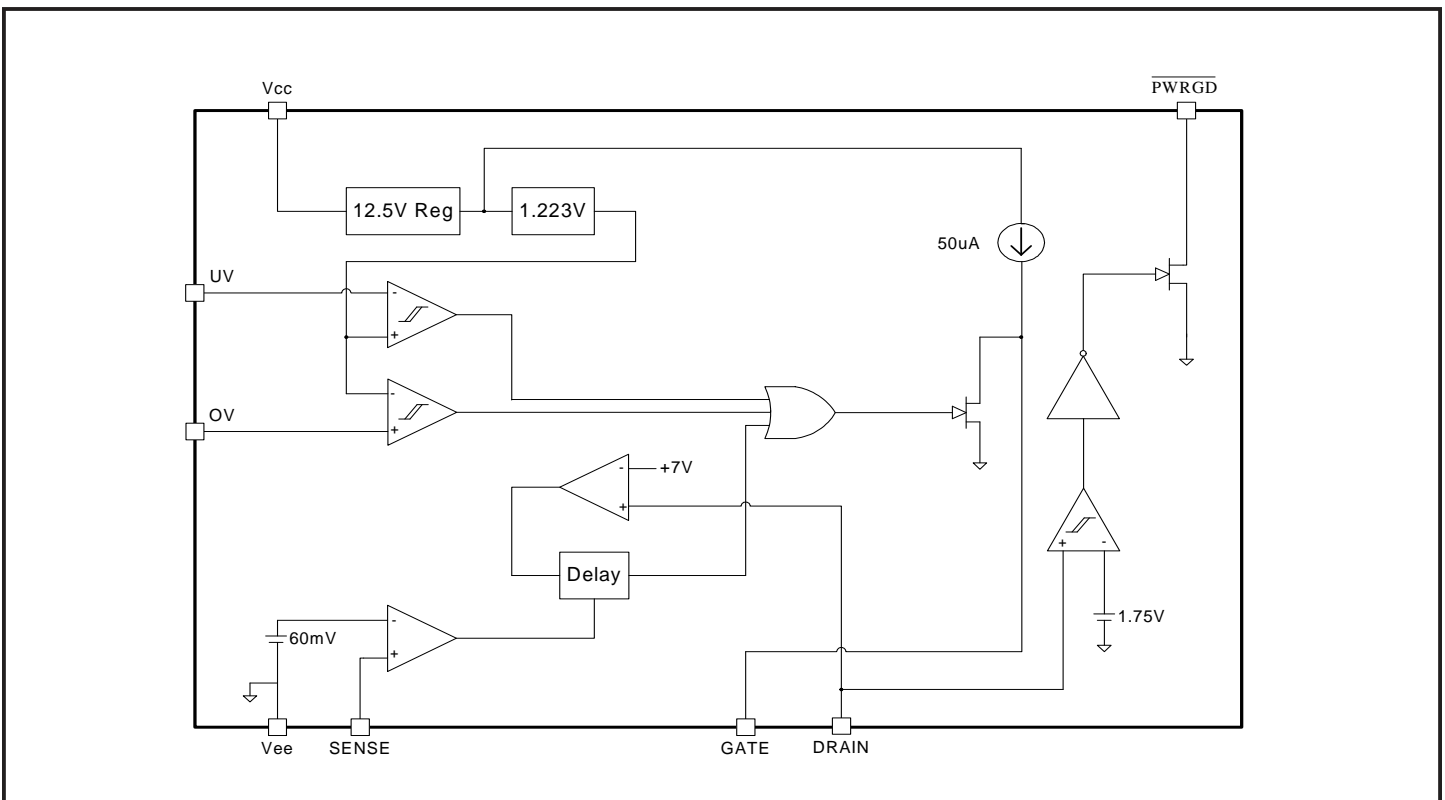 Vcc
PWRGD
12.5V Reg
1.223V
50uA
UV
-
+
OV
-
+
-
+7V
+
Delay
+
-
60mV
-
+
1.75V
Vee
SENSE
GATE
DRAIN